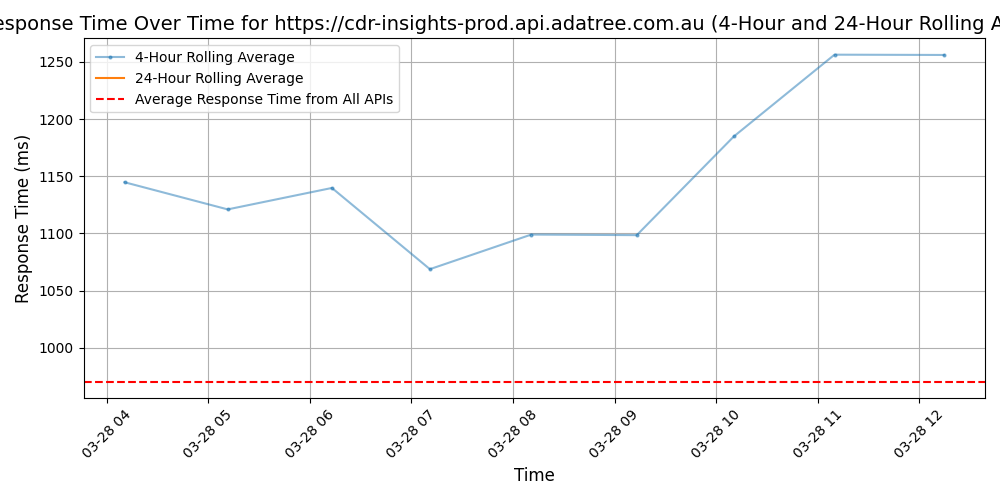 esponse Time Over Time for https://cdr-insights-prod.api.adatree.com.au (4-Hour and 24-Hour Rolling A
4-Hour Rolling Average
24-Hour Rolling Average
Average Response Time from All APIs
Response Time (ms)
1250
1200
1150
1100
1050
1000
03-28 04
03-28 05
03-28 06
03-28 07
03-28 08
03-28 09
03-28 10
03-28 11
03-28 12
Time